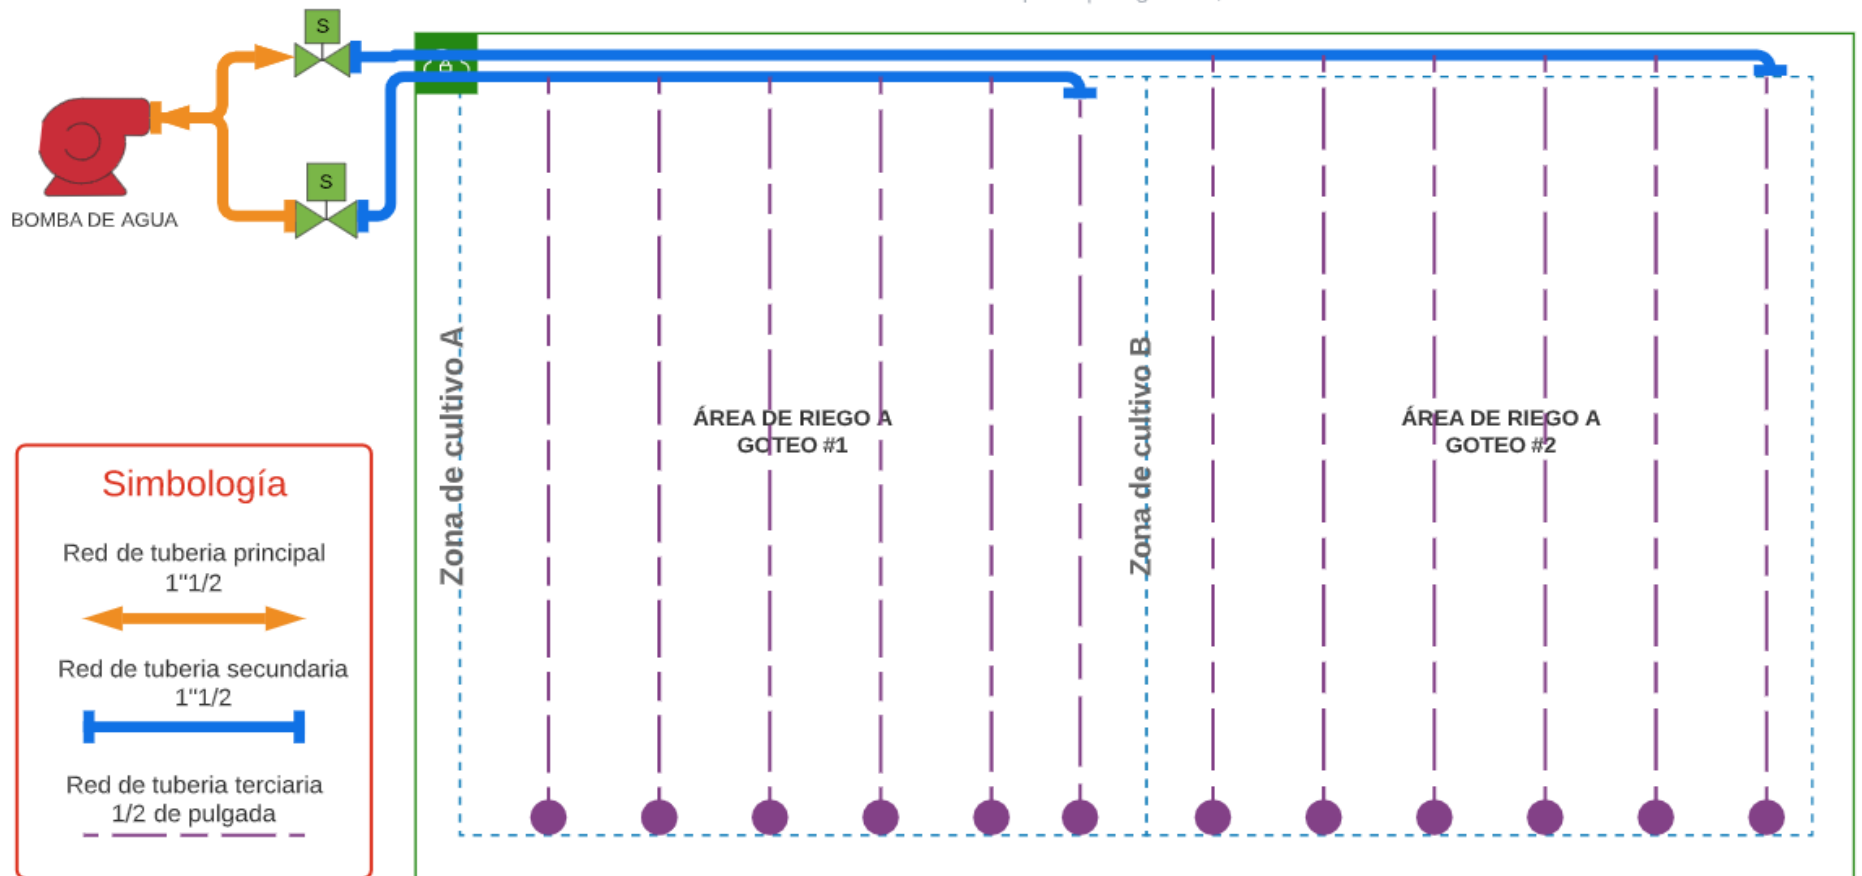 S
S
BOMBA DE AGUA
Zona de cultivo A
ÁREA DE RIEGO A
GOTEO #1
Zona de cultivo B
ÁREA DE RIEGO A
GOTEO #2
Simbología
Red de tuberia principal
1"1/2
Red de tuberia secundaria
1"1/2
Red de tuberia terciaria
1/2 de pulgada